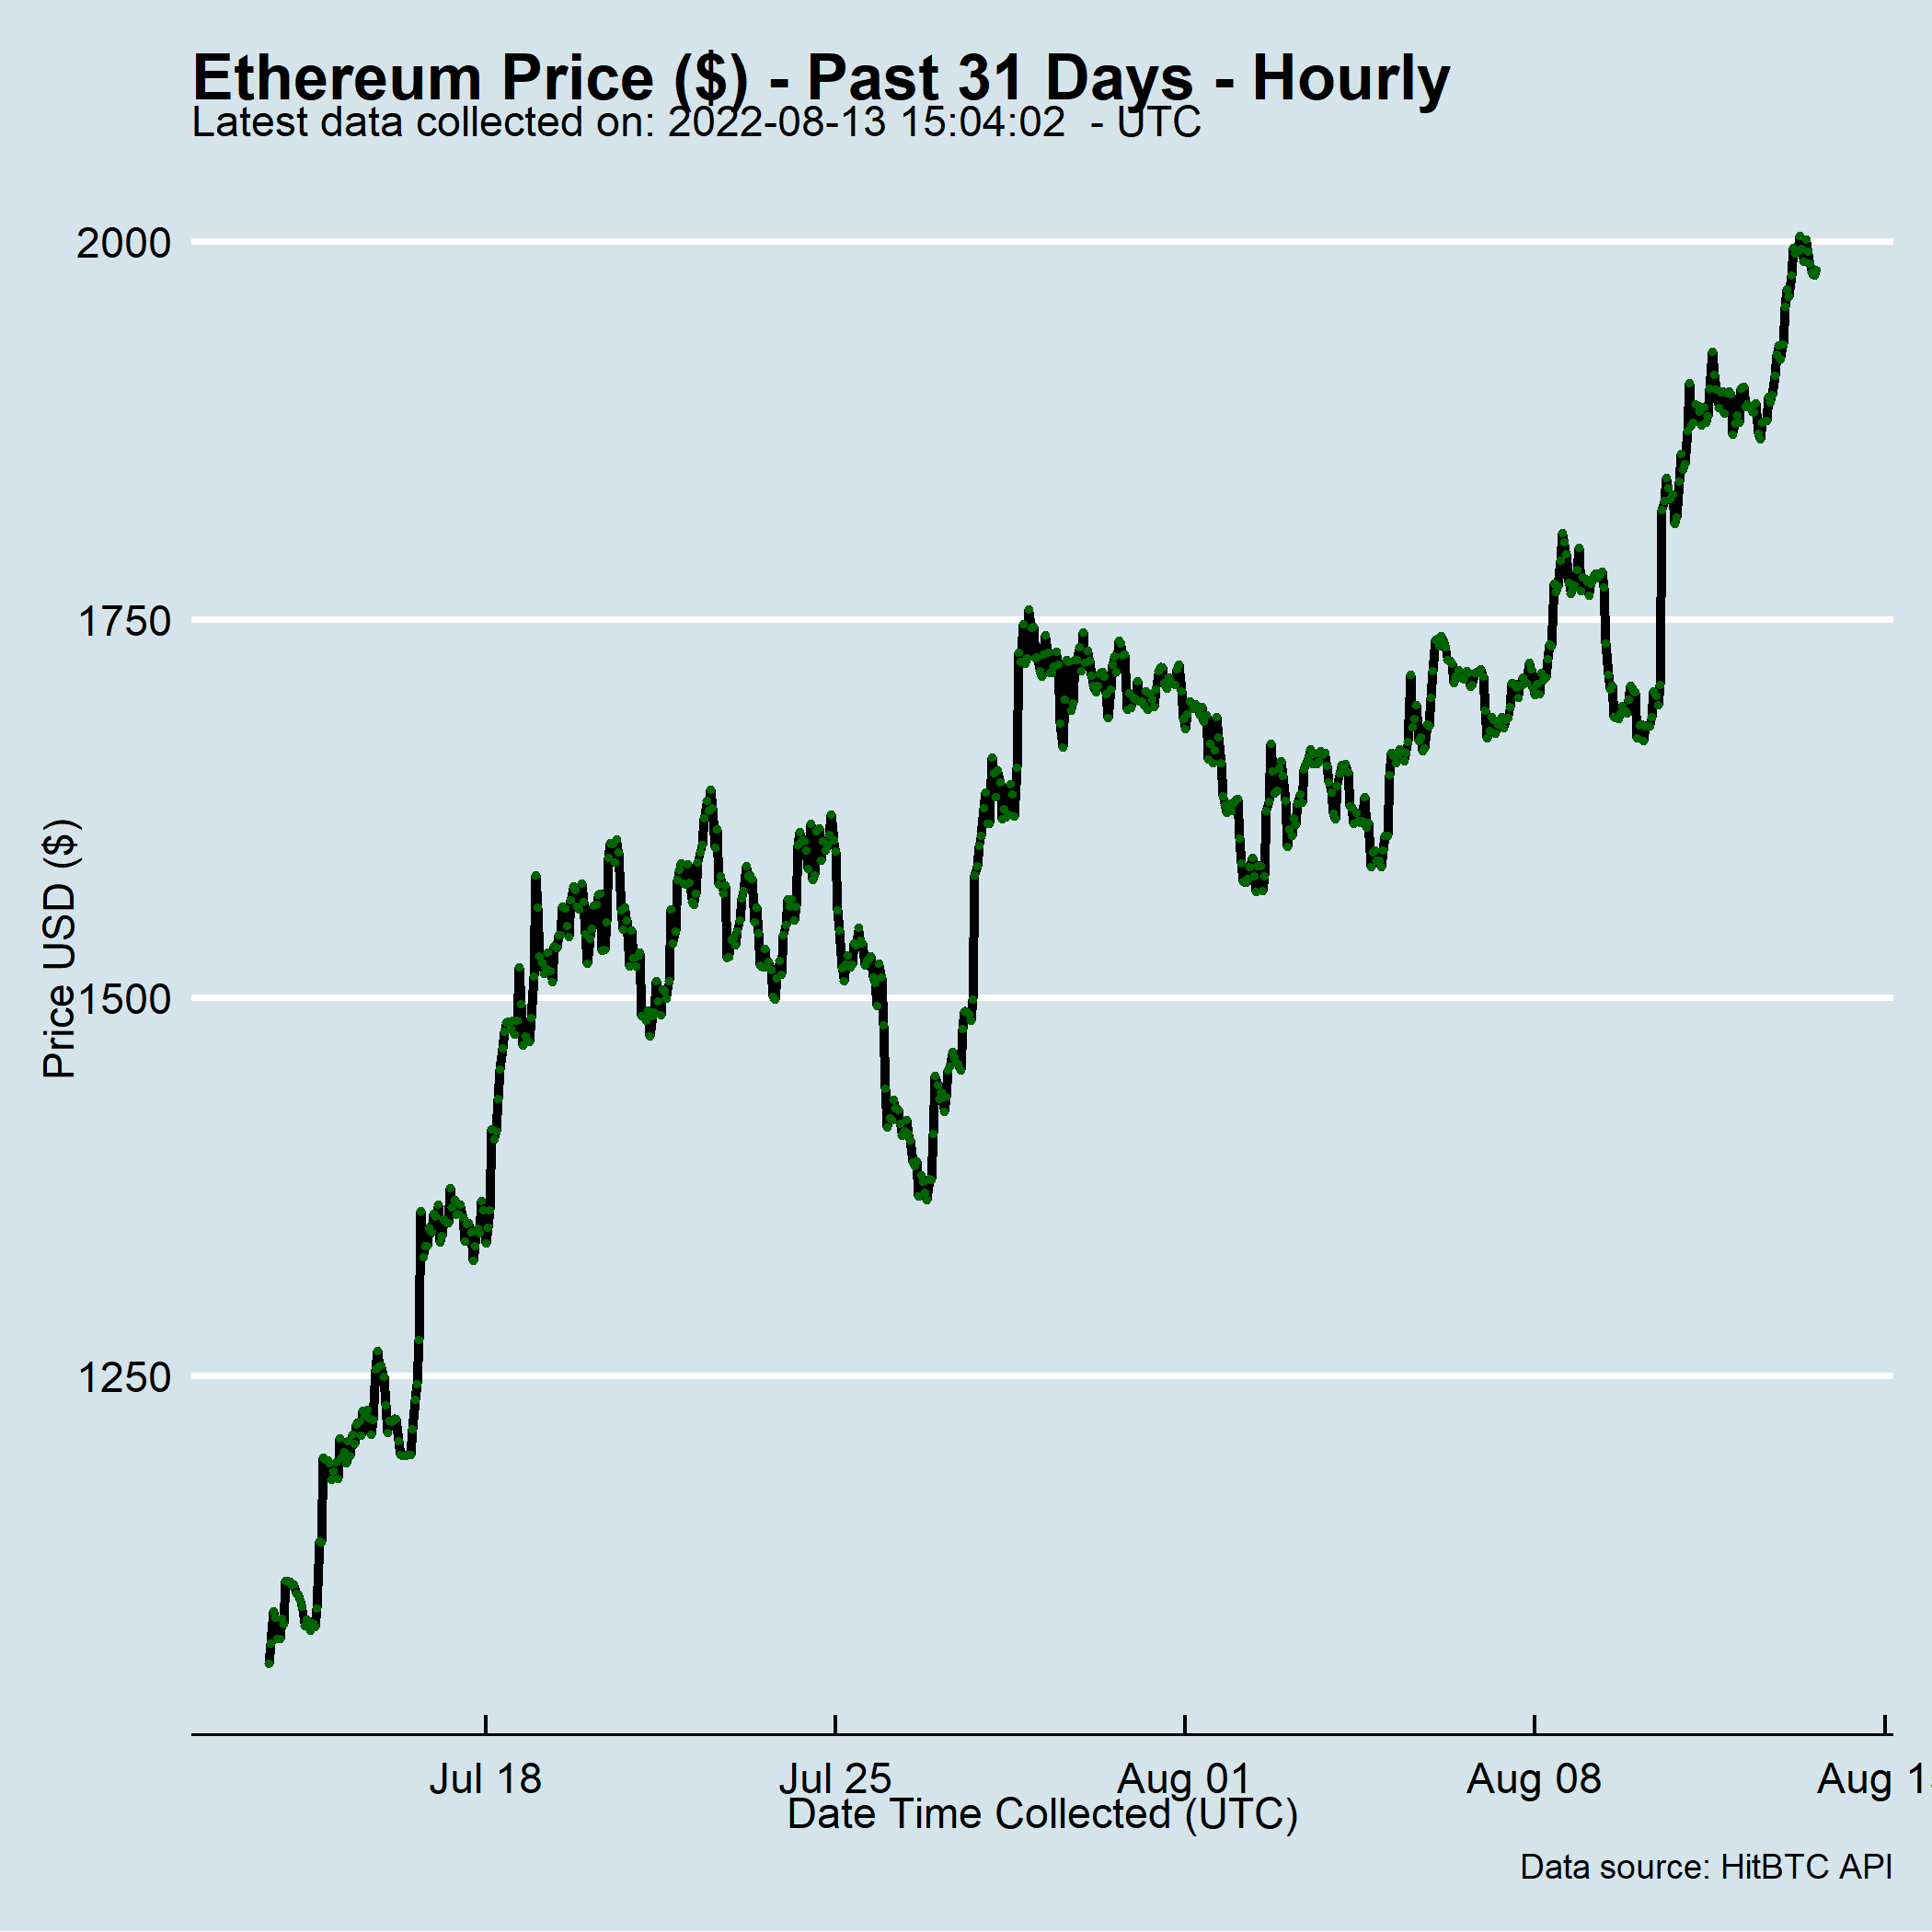 Ethereum Price ($) - Past 31 Days - Hourly
Latest data collected on: 2022-08-13 15:04:02  - UTC
2000
1750
1500
1250
Price USD ($)
Jul 18
Jul 25
Aug 01
Aug 08
Aug 1
Date Time Collected (UTC)
Data source: HitBTC API